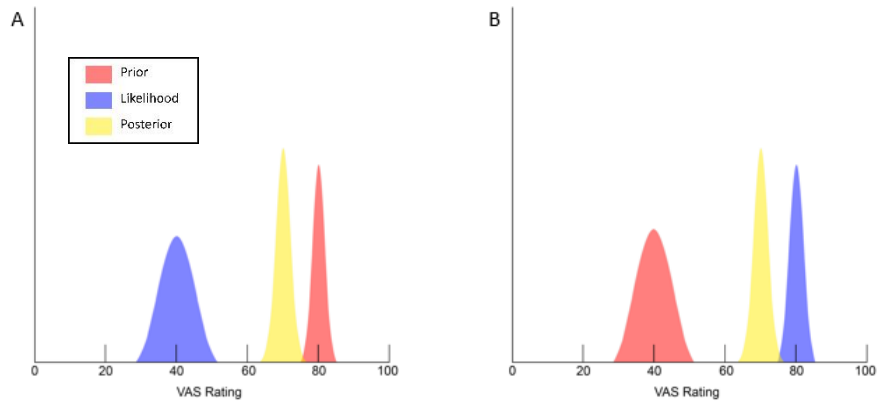 A
Prior
Likelihood
Posterior
0 20 40 60 80 100
VAS Rating
B
0 20 40 60 80 100
VAS Rating